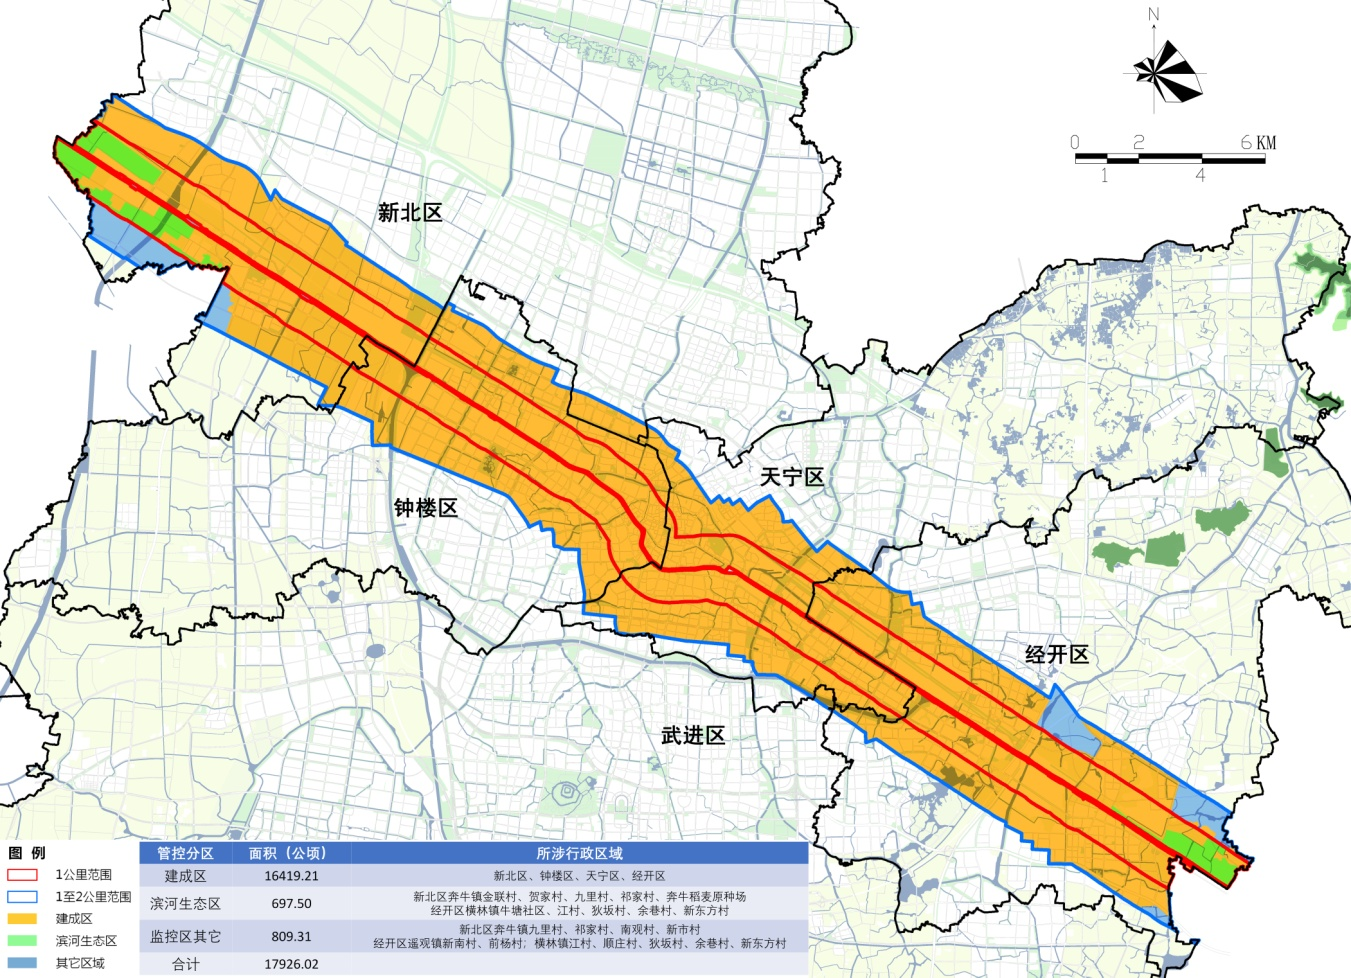 N
0 2 6 KM
1 4
新北区
天宁区
钟楼区
经开区
武进区
图 例
1公里范围
1至2公里范围
建成区
滨河生态区
其它区域
管控分区 面积（公顷） 所涉行政区域
建成区 16419.21 新北区、钟楼区、天宁区、经开区
滨河生态区 697.50 新北区奔牛镇金联村、贺家村、九里村、祁家村、奔牛稻麦原种场
经开区横林镇牛塘社区、江村、狄坂村、余巷村、新东方村
监控区其它 809.31 新北区奔牛镇九里村、祁家村、南观村、新市村
经开区遥观镇新南村、前杨村；横林镇江村、顺庄村、狄坂村、余巷村、新东方村
合计 17926.02